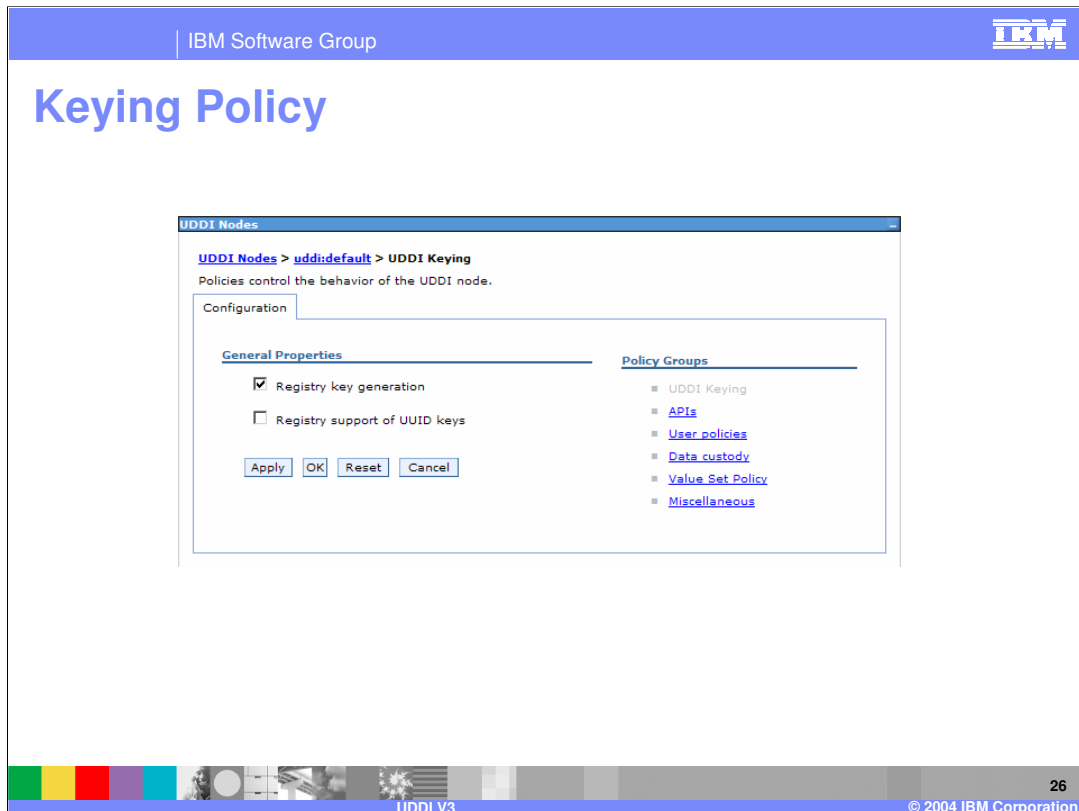 IBM Software Group
IBM
Keying Policy
UDDI Nodes
UDDI Nodes > uddi:default > UDDI Keying
Policies control the behavior of the UDDI node.
Configuration
General Properties
Registry key generation
Registry support of UUID keys
Apply OK Reset Cancel
Policy Groups
UDDI Keying
APIs
User policies
Data custody
Value Set Policy
Miscellaneous
26
UDDI V3
© 2004 IBM Corporation